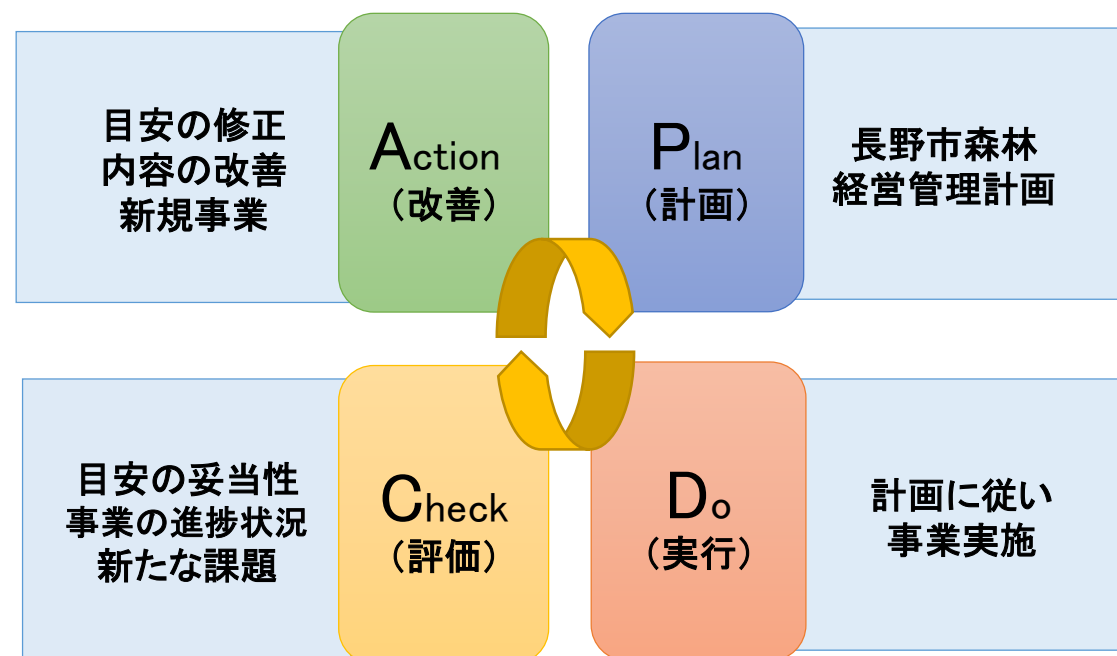 目安の修正
内容の改善
新規事業
Action
（改善）
Plan
（計画）
長野市森林
経営管理計画
目安の妥当性
事業の進捗状況
新たな課題
Check
（評価）
Do
（実行）
計画に従い
事業実施